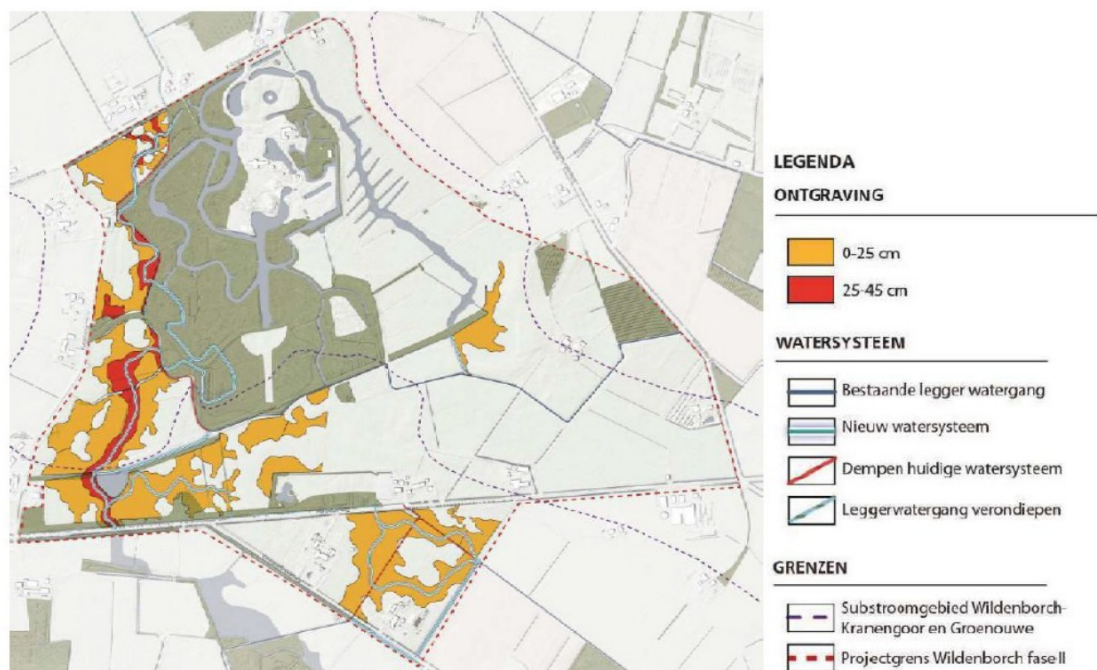 LEGENDA
ONTGRAVING
0-25 cm
25-45 cm
WATERSYSTEEM
Bestaande legger watergang
Nieuw watersysteem
Dempen huidige watersysteem
Leggerwatergang verondiepen
GRENZEN
Substroomgebied Wildenborch-
Kranengoor en Groenouwe
Projectgrens Wildenborch fase II